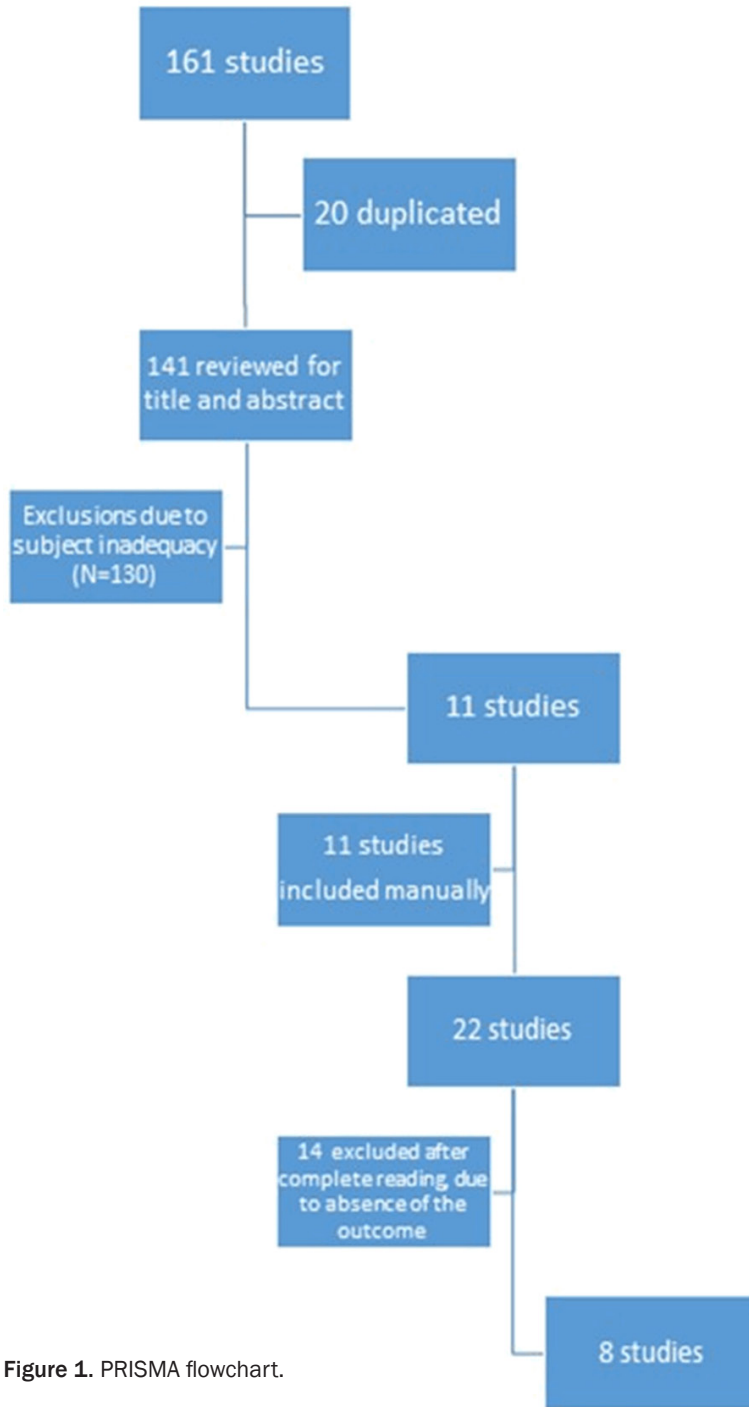 161 studies
20 duplicated
141 reviewed for
title and abstract
Exclusions due to
subject inadequacy
(N=130)
11 studies
11 studies
included manually
22 studies
14 excluded after
complete reading, due
to absence of the
outcome
8 studies
Figure 1. PRISMA flowchart.